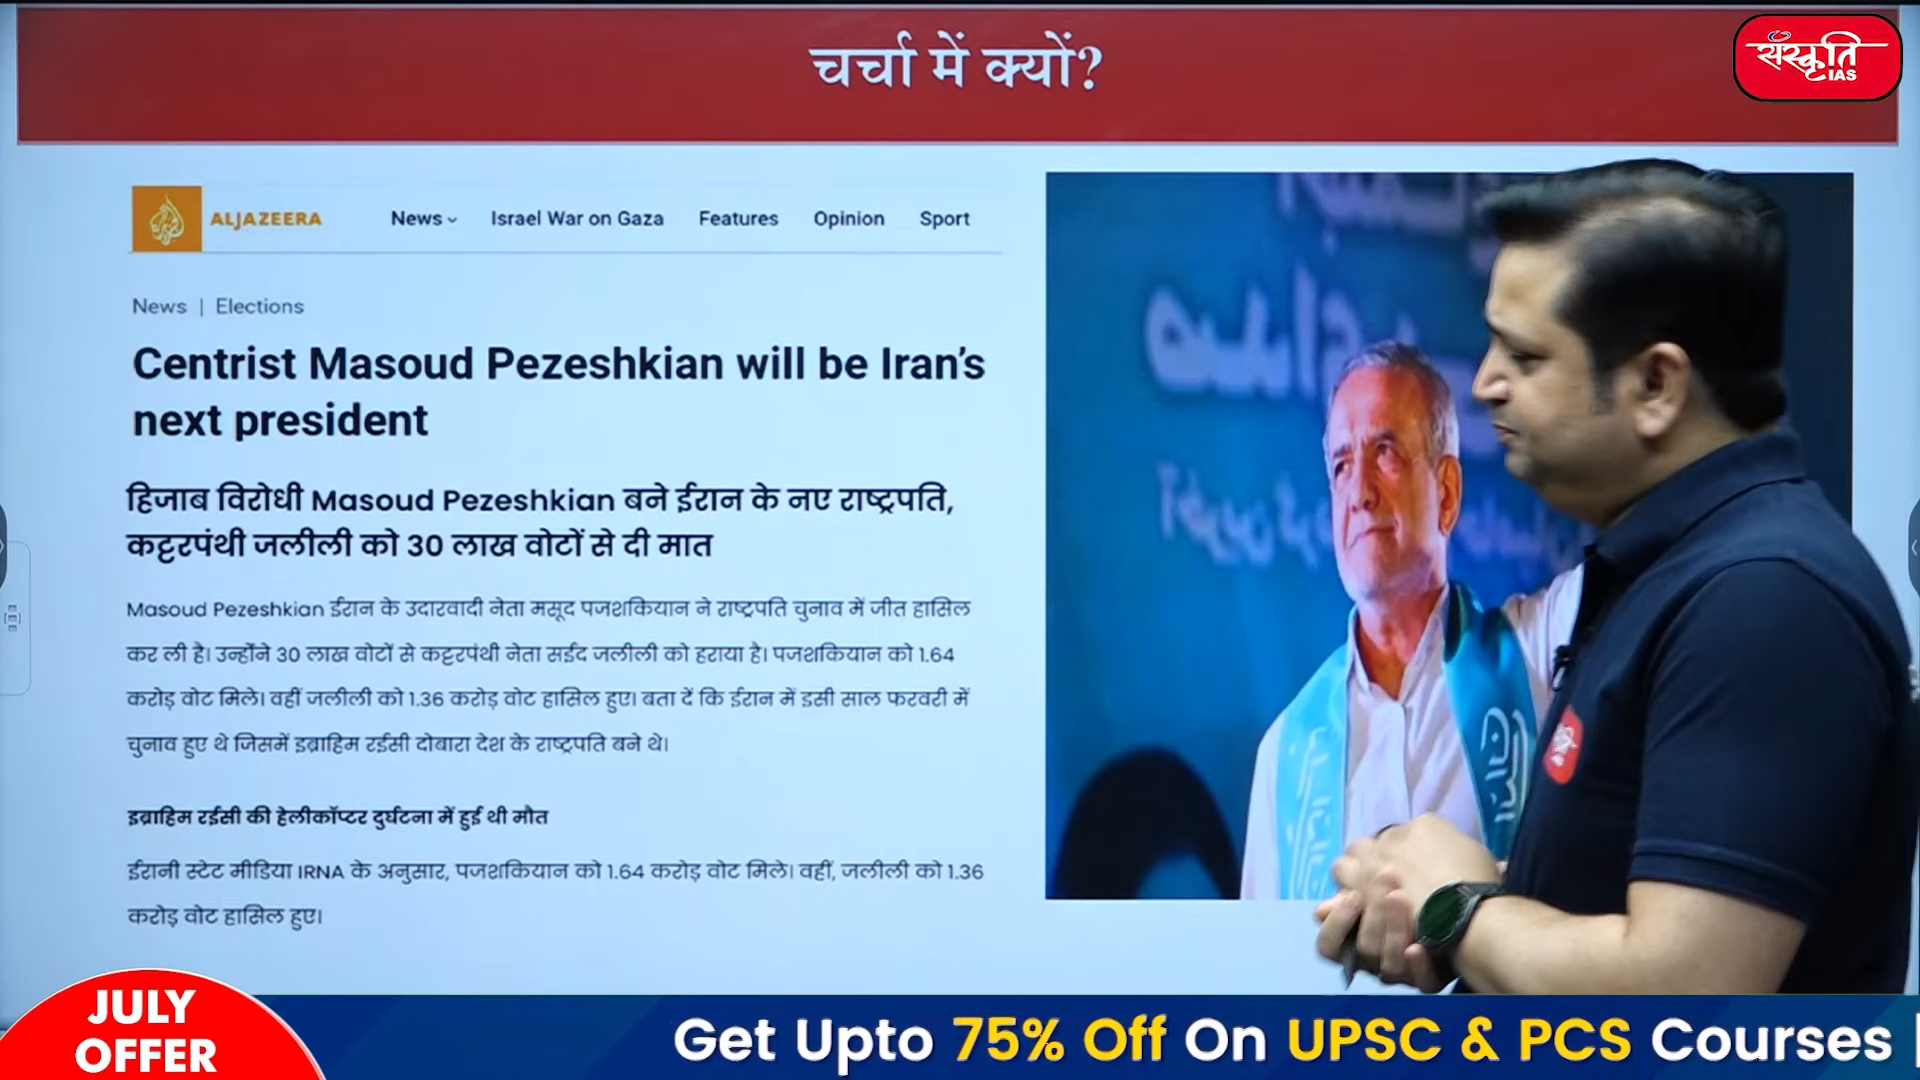 चर्चा में क्यों?
संस्कृति
IAS
ALJAZEERA
News Israel War on Gaza Features Opinion Sport
News | Elections
Centrist Masoud Pezeshkian will be Iran's
next president
हिजाब विरोधी Masoud Pezeshkian बने ईरान के नए राष्ट्रपति,
कट्टरपंथी जलीली को 30 लाख वोटों से दी मात
Masoud Pezeshkian ईरान के उदारवादी नेता मसूद पजशकियान ने राष्ट्रपति चुनाव में जीत हासिल
कर ली है। उन्होंने 30 लाख वोटों से कट्टरपंथी नेता सईद जलीली को हराया है। पजशकियान को 1.64
करोड़ वोट मिले। वहीं जलीली को 1.36 करोड़ वोट हासिल हुए। बता दें कि ईरान में इसी साल फरवरी में
चुनाव हुए थे जिसमें इब्राहिम रईसी दोबारा देश के राष्ट्रपति बने थे।
इब्राहिम रईसी की हेलीकॉप्टर दुर्घटना में हुई थी मौत
ईरानी स्टेट मीडिया IRNA के अनुसार, पजशकियान को 1.64 करोड़ वोट मिले। वहीं, जलीली को 1.36
करोड़ वोट हासिल हुए।
JULY
OFFER
Get Upto 75% Off On UPSC & PCS Courses |